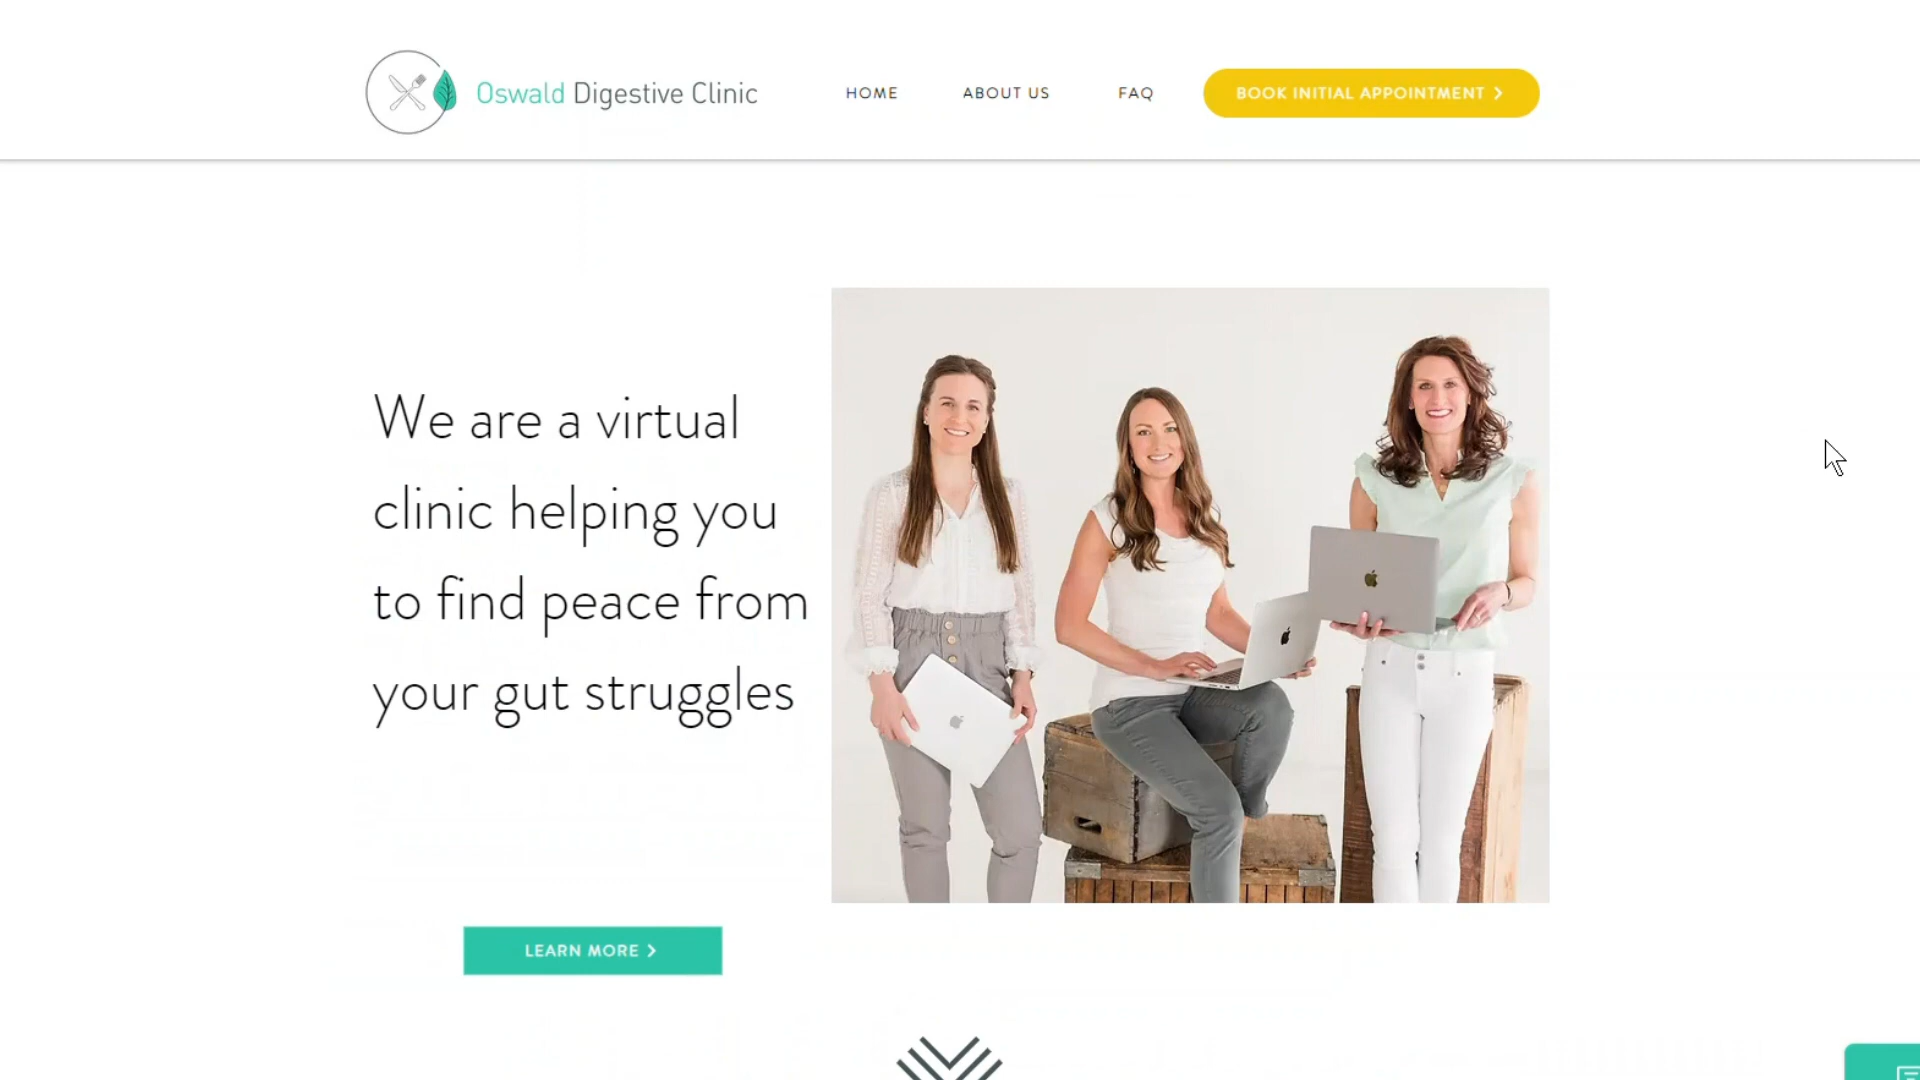 Oswald Digestive Clinic
HOME
ABOUT US
FAQ
BOOK INITIAL APPOINTMENT
We are a virtual
clinic helping you
to find peace from
your gut struggles
LEARN MORE